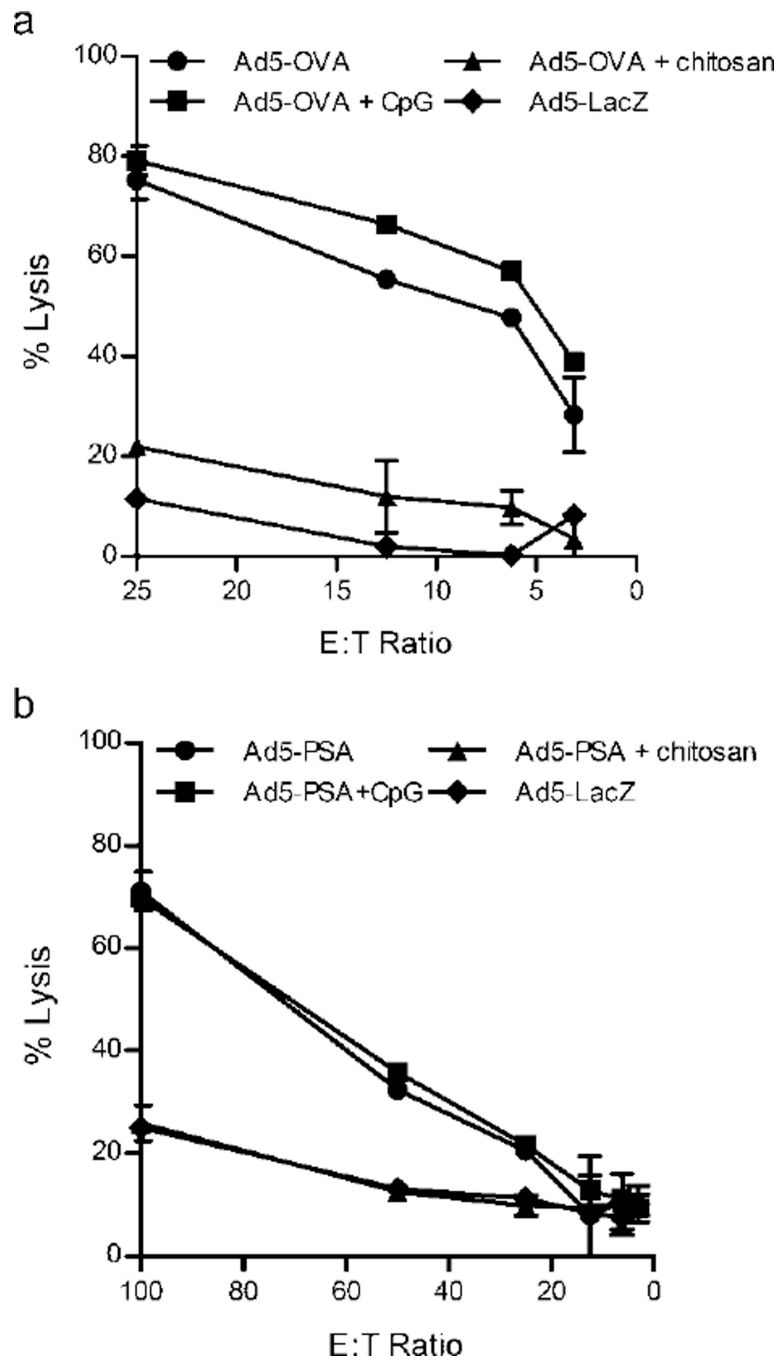 a
100
Ad5-OVA
Ad5-OVA + chitosan
Ad5-OVA + CpG
Ad5-LacZ
80
60
40
20
0
% Lysis
25 20 15 10 5 0
E:T Ratio
b
100
Ad5-PSA
Ad5-PSA + chitosan
Ad5-PSA+CpG
Ad5-LacZ
80
60
40
20
0
% Lysis
100 80 60 40 20 0
E:T Ratio